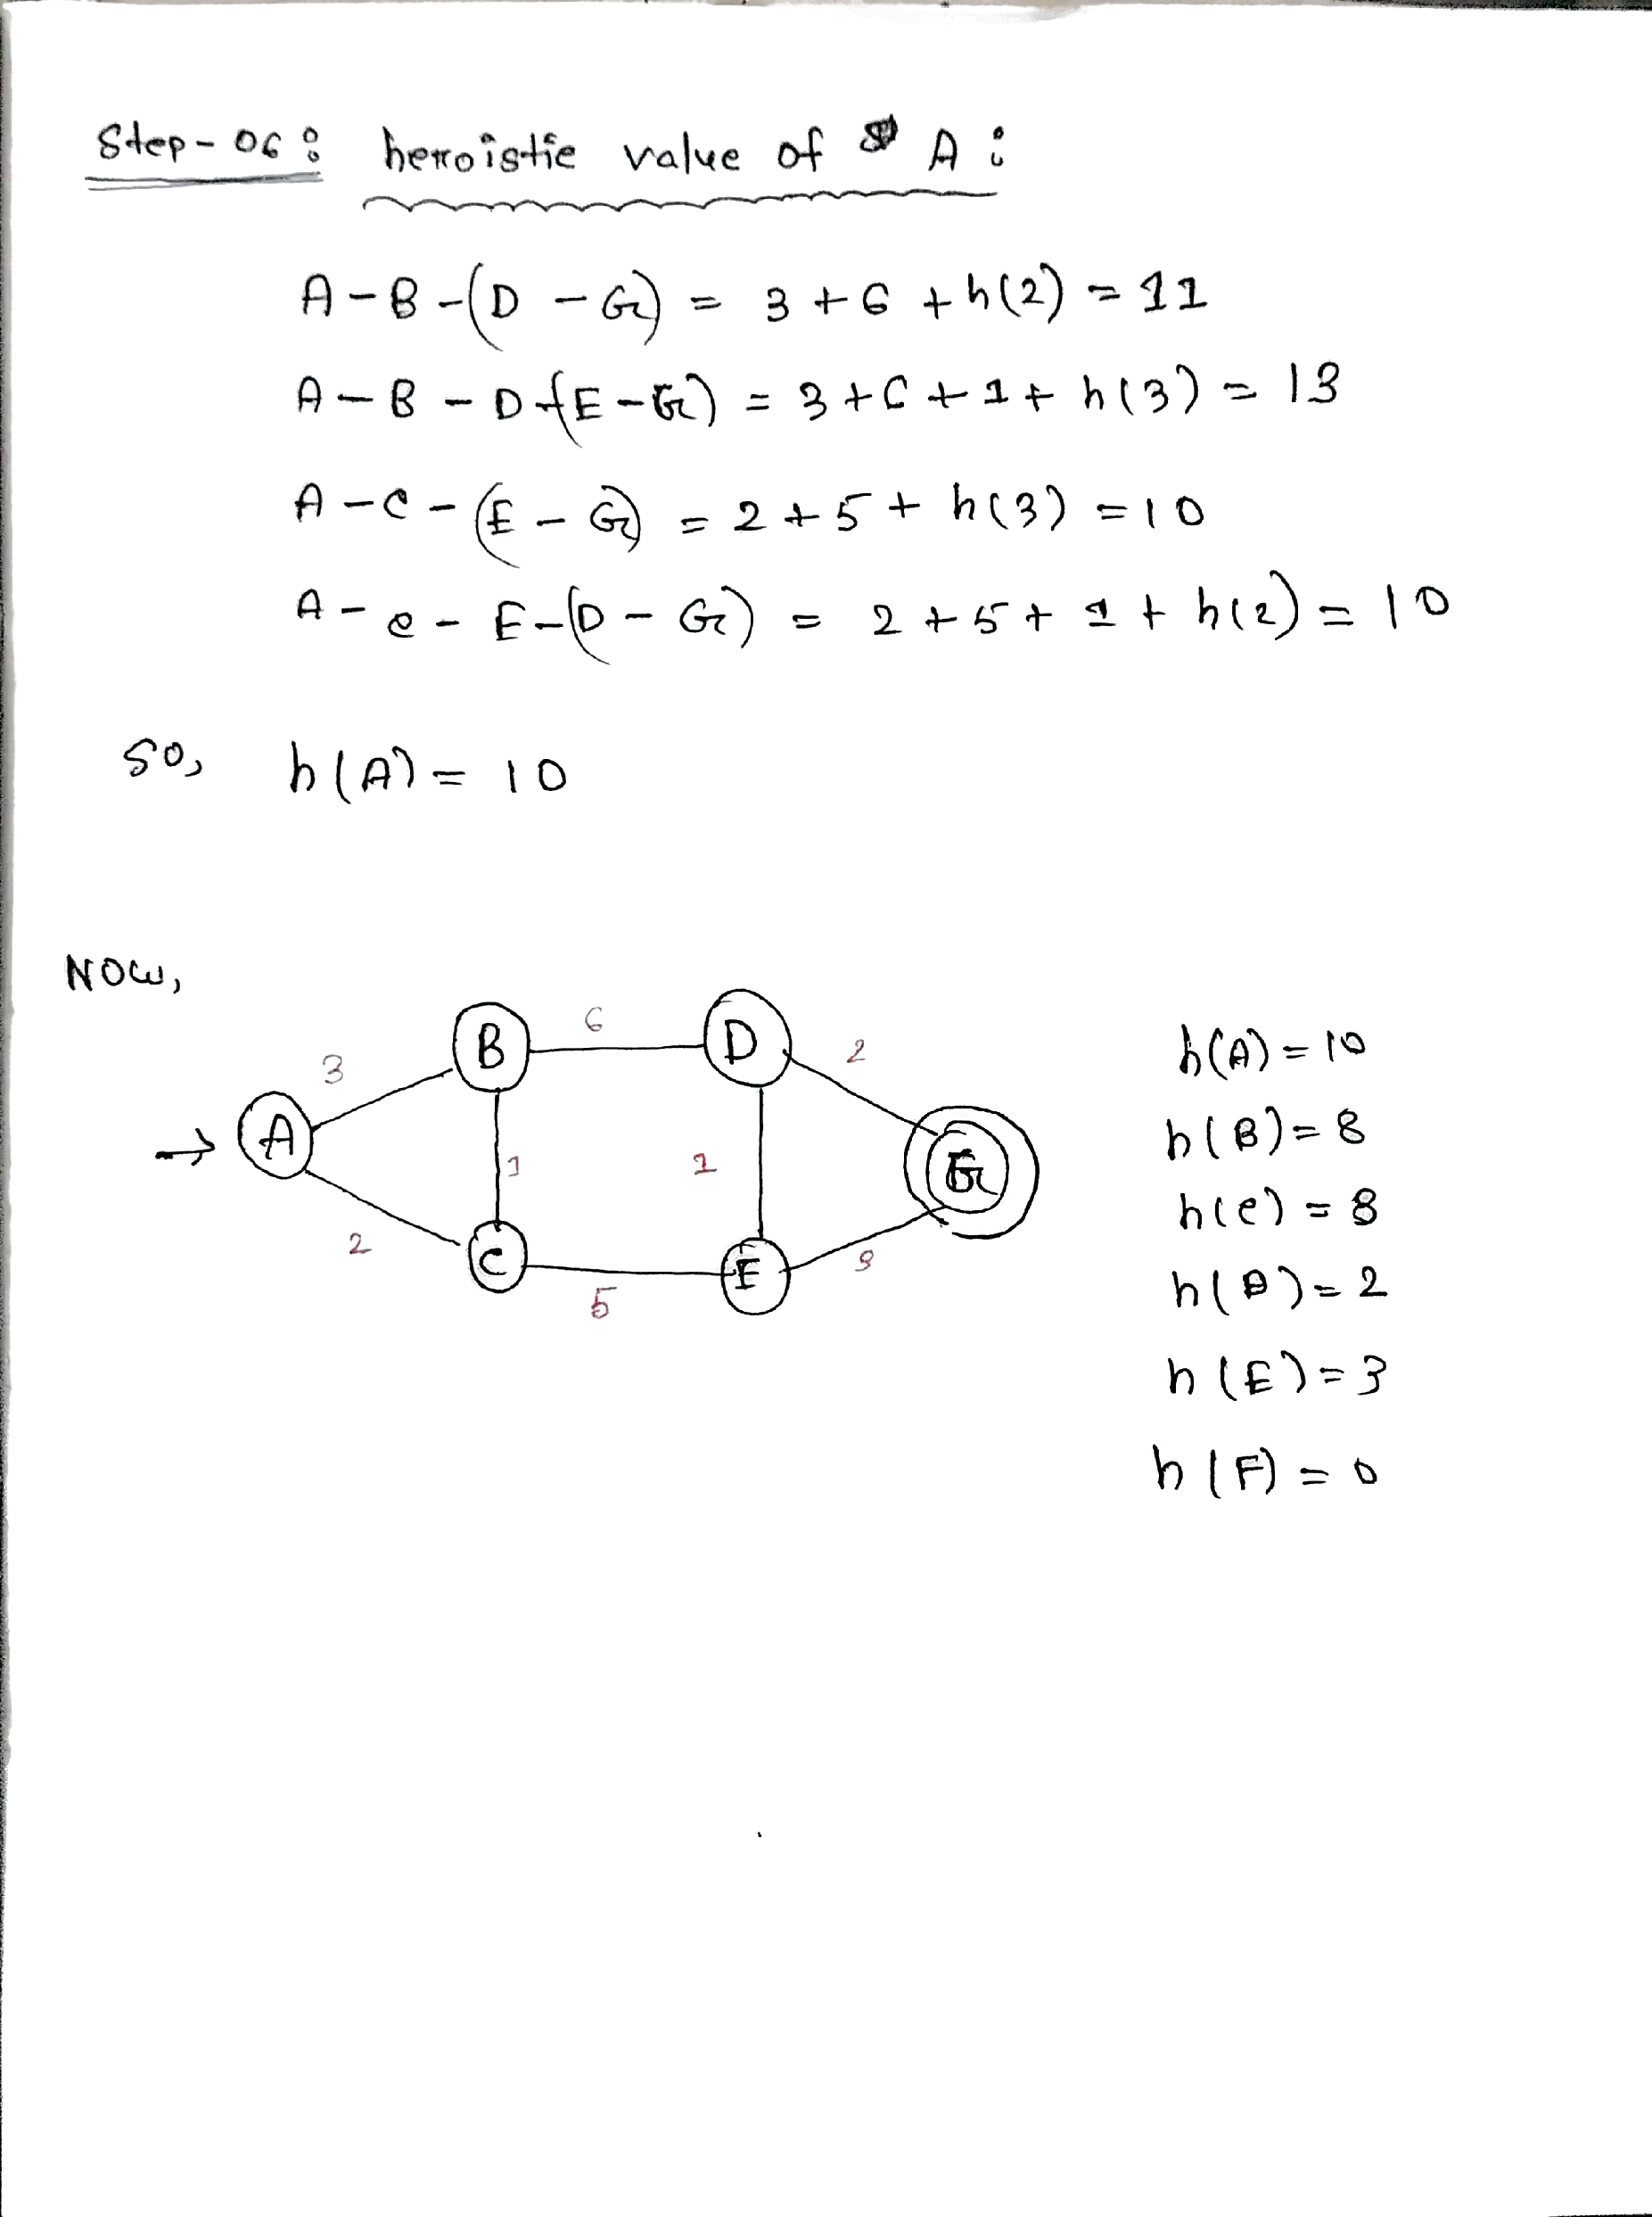 Step-06: herroistic value of A:
A-B-(D-G) = 3+6+h(2) = 11
A-B-D-(E-G) = 3+6+1+h(3) = 13
A-C-(E-G) = 2+5+h(3) = 10
A-C-E-(D-G) = 2+5+1+h(2) = 10
So, h(A) = 10
Now,
B 6 D
3 2
A G
1 1
2 C E 3
5
h(A) = 10
h(B) = 8
h(C) = 8
h(D) = 2
h(E) = 3
h(F) = 0